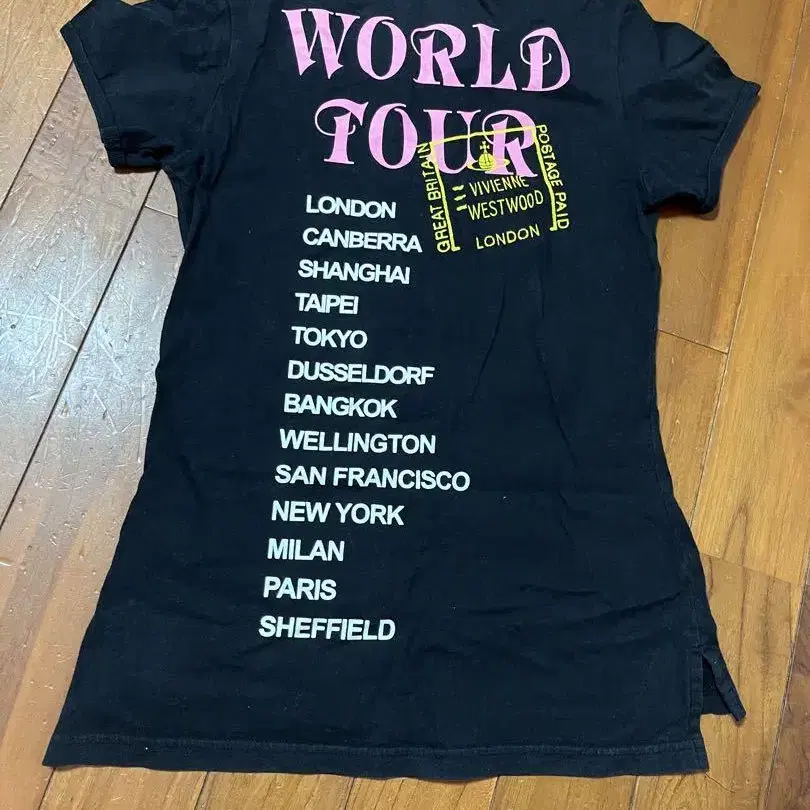 WORLD
TOUR
GREAT BRITAIN
POSTAGE PAID
VIVIENNE
WESTWOOD
LONDON
LONDON
CANBERRA
SHANGHAI
TAIPEI
TOKYO
DUSSELDORF
BANGKOK
WELLINGTON
SAN FRANCISCO
NEW YORK
MILAN
PARIS
SHEFFIELD